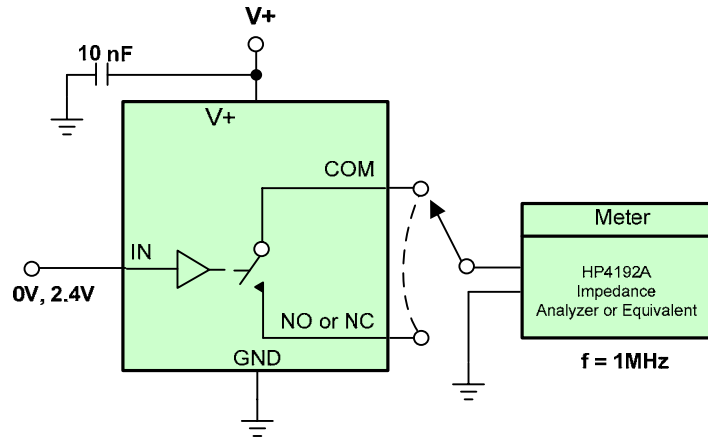 V+
10 nF
V+
COM
IN
0V, 2.4V
NO or NC
GND
Meter
HP4192A
Impedance
Analyzer or Equivalent
f = 1MHz